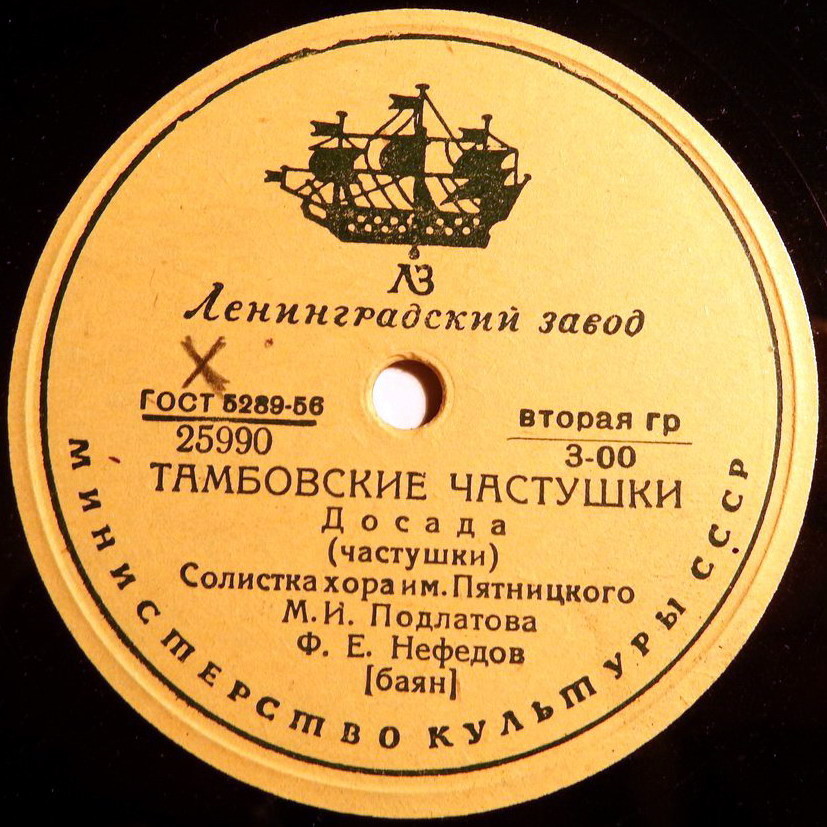 ЛЗ
Ленинградский завод
Х
ГОСТ 5289-56
25990
вторая гр
3-00
ТАМБОВСКИЕ ЧАСТУШКИ
Досада
(частушки)
Солистка хора им. Пятницкого
М.И. Подлатова
Ф. Е. Нефедов
[баян]
МИНИСТЕРСТВО КУЛЬТУРЫ СССР